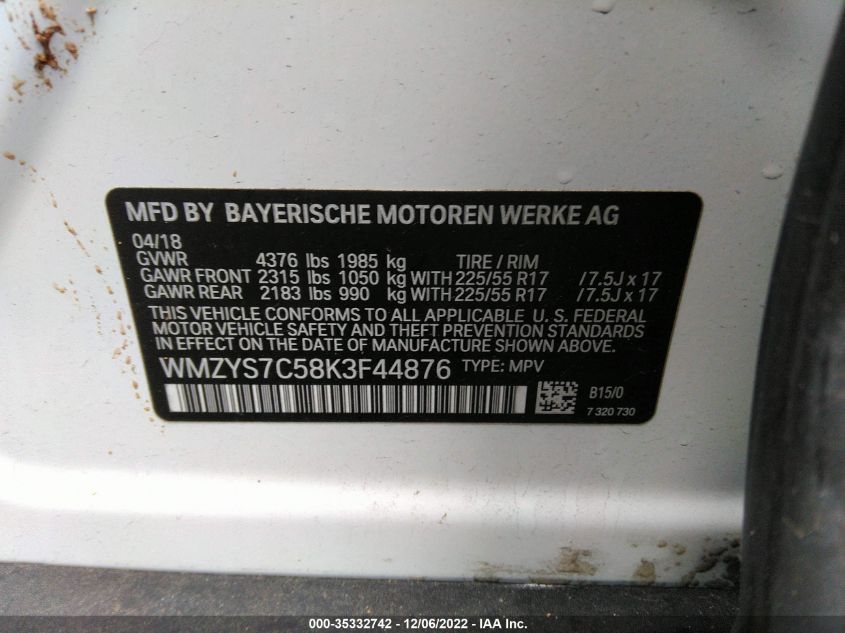 MFD BY BAYERISCHE MOTOREN WERKE AG
04/18
GVWR 4376 lbs 1985 kg TIRE / RIM
GAWR FRONT 2315 lbs 1050 kg WITH 225/55 R17 /7.5J x 17
GAWR REAR 2183 lbs 990 kg WITH 225/55 R17 /7.5J x 17
THIS VEHICLE CONFORMS TO ALL APPLICABLE U. S. FEDERAL
MOTOR VEHICLE SAFETY AND THEFT PREVENTION STANDARDS
IN EFFECT ON THE DATE OF MANUFACTURE SHOWN ABOVE.
WMZYS7C58K3F44876 TYPE: MPV
B15/0
7 320 730
000-35332742 - 12/06/2022 - IAA Inc.